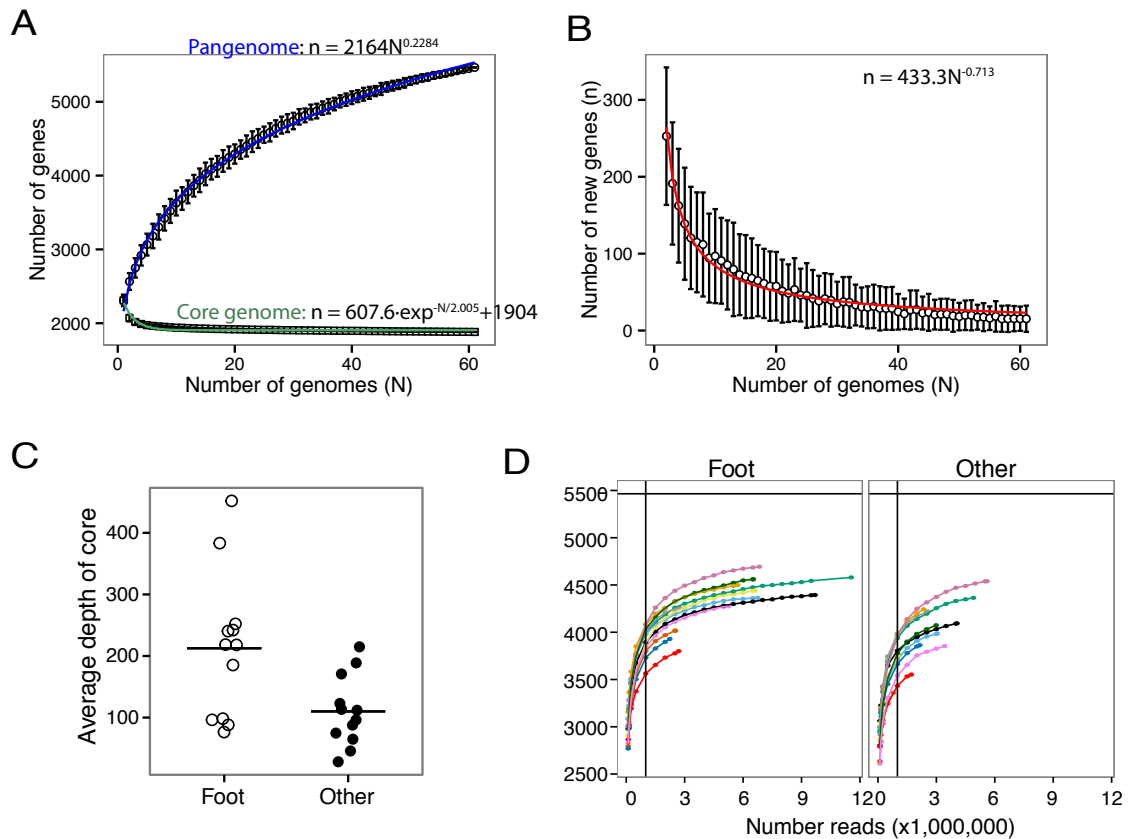 A
Pangenome: n = 2164N^0.2284
Number of genes
5000
4000
3000
2000
Core genome: n = 607.6·exp^-N/2.005+1904
0
20
40
60
Number of genomes (N)
B
n = 433.3N^-0.713
Number of new genes (n)
300
200
100
0
0
10
20
30
40
50
60
Number of genomes (N)
C
Average depth of core
400
300
200
100
Foot
Other
D
Foot
Other
5500
5000
4500
4000
3500
3000
2500
0
3
6
9
12
0
3
6
9
12
Number reads (x1,000,000)